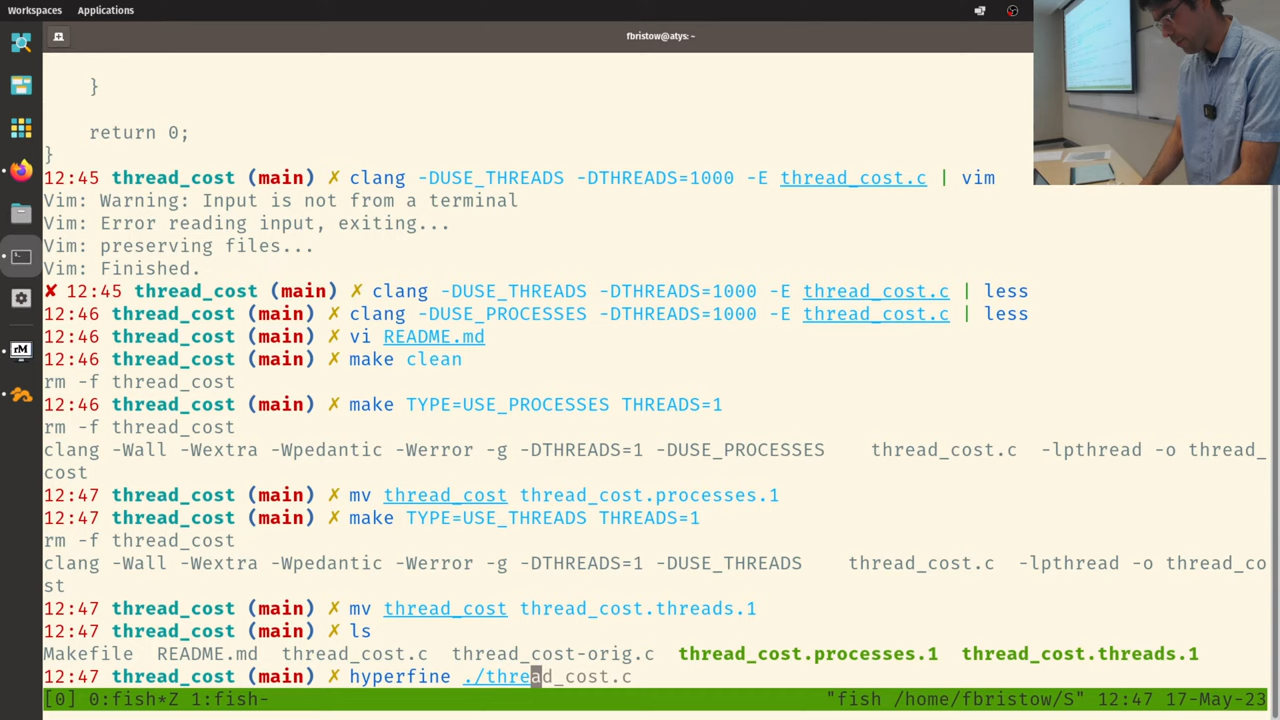 Workspaces Applications
fbristow@atys: ~
}
return 0;
}
12:45 thread_cost (main) ✗ clang -DUSE_THREADS -DTHREADS=1000 -E thread_cost.c | vim
Vim: Warning: Input is not from a terminal
Vim: Error reading input, exiting...
Vim: preserving files...
Vim: Finished.
✘ 12:45 thread_cost (main) ✗ clang -DUSE_THREADS -DTHREADS=1000 -E thread_cost.c | less
12:46 thread_cost (main) ✗ clang -DUSE_PROCESSES -DTHREADS=1000 -E thread_cost.c | less
12:46 thread_cost (main) ✗ vi README.md
12:46 thread_cost (main) ✗ make clean
rm -f thread_cost
12:46 thread_cost (main) ✗ make TYPE=USE_PROCESSES THREADS=1
rm -f thread_cost
clang -Wall -Wextra -Wpedantic -Werror -g -DTHREADS=1 -DUSE_PROCESSES    thread_cost.c  -lpthread -o thread_
cost
12:47 thread_cost (main) ✗ mv thread_cost thread_cost.processes.1
12:47 thread_cost (main) ✗ make TYPE=USE_THREADS THREADS=1
rm -f thread_cost
clang -Wall -Wextra -Wpedantic -Werror -g -DTHREADS=1 -DUSE_THREADS    thread_cost.c  -lpthread -o thread_co
st
12:47 thread_cost (main) ✗ mv thread_cost thread_cost.threads.1
12:47 thread_cost (main) ✗ ls
Makefile  README.md  thread_cost.c  thread_cost-orig.c  thread_cost.processes.1  thread_cost.threads.1
12:47 thread_cost (main) ✗ hyperfine ./thread_cost.c
[0] 0:fish*Z 1:fish- "fish /home/fbristow/S" 12:47 17-May-23
rM